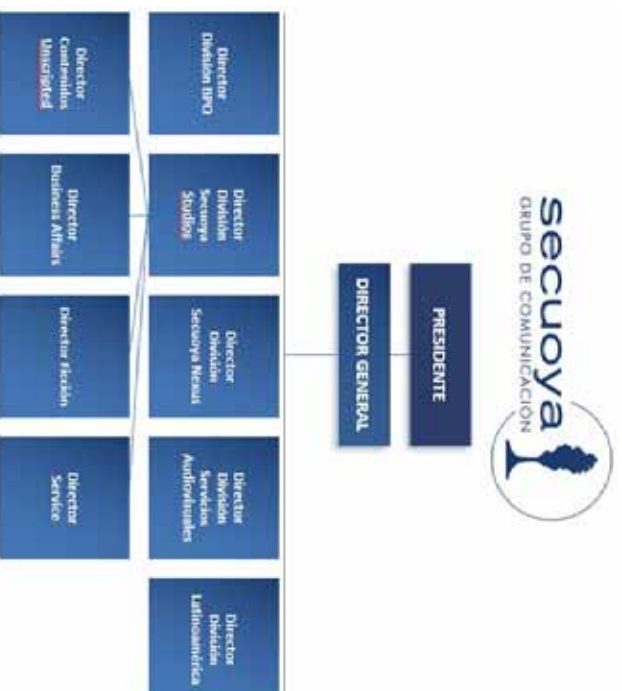 secuoya
GRUPO DE COMUNICACIÓN
PRESIDENTE
DIRECTOR GENERAL
Director
División BPO
Director
División
Secuoya
Studios
Director
División
Secuoya Nexus
Director
División
Servicios
Audiovisuales
Director
División
Latinoamérica
Director
Contenidos
Unscripted
Director
Business Affairs
Director Ficción
Director
Service